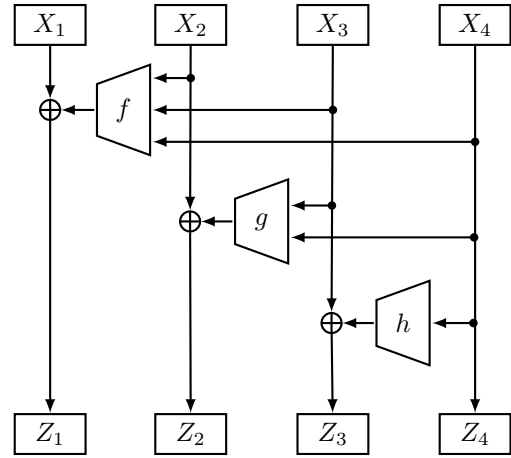 X₁ X₂ X₃ X₄
f
g
h
Z₁ Z₂ Z₃ Z₄